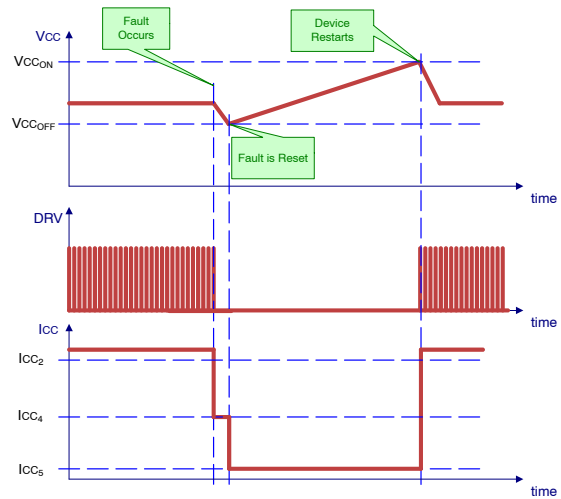 Fault
Occurs
Device
Restarts
VCC
VCCON
VCCOFF
Fault is Reset
time
DRV
time
ICC
ICC2
ICC4
ICC5
time